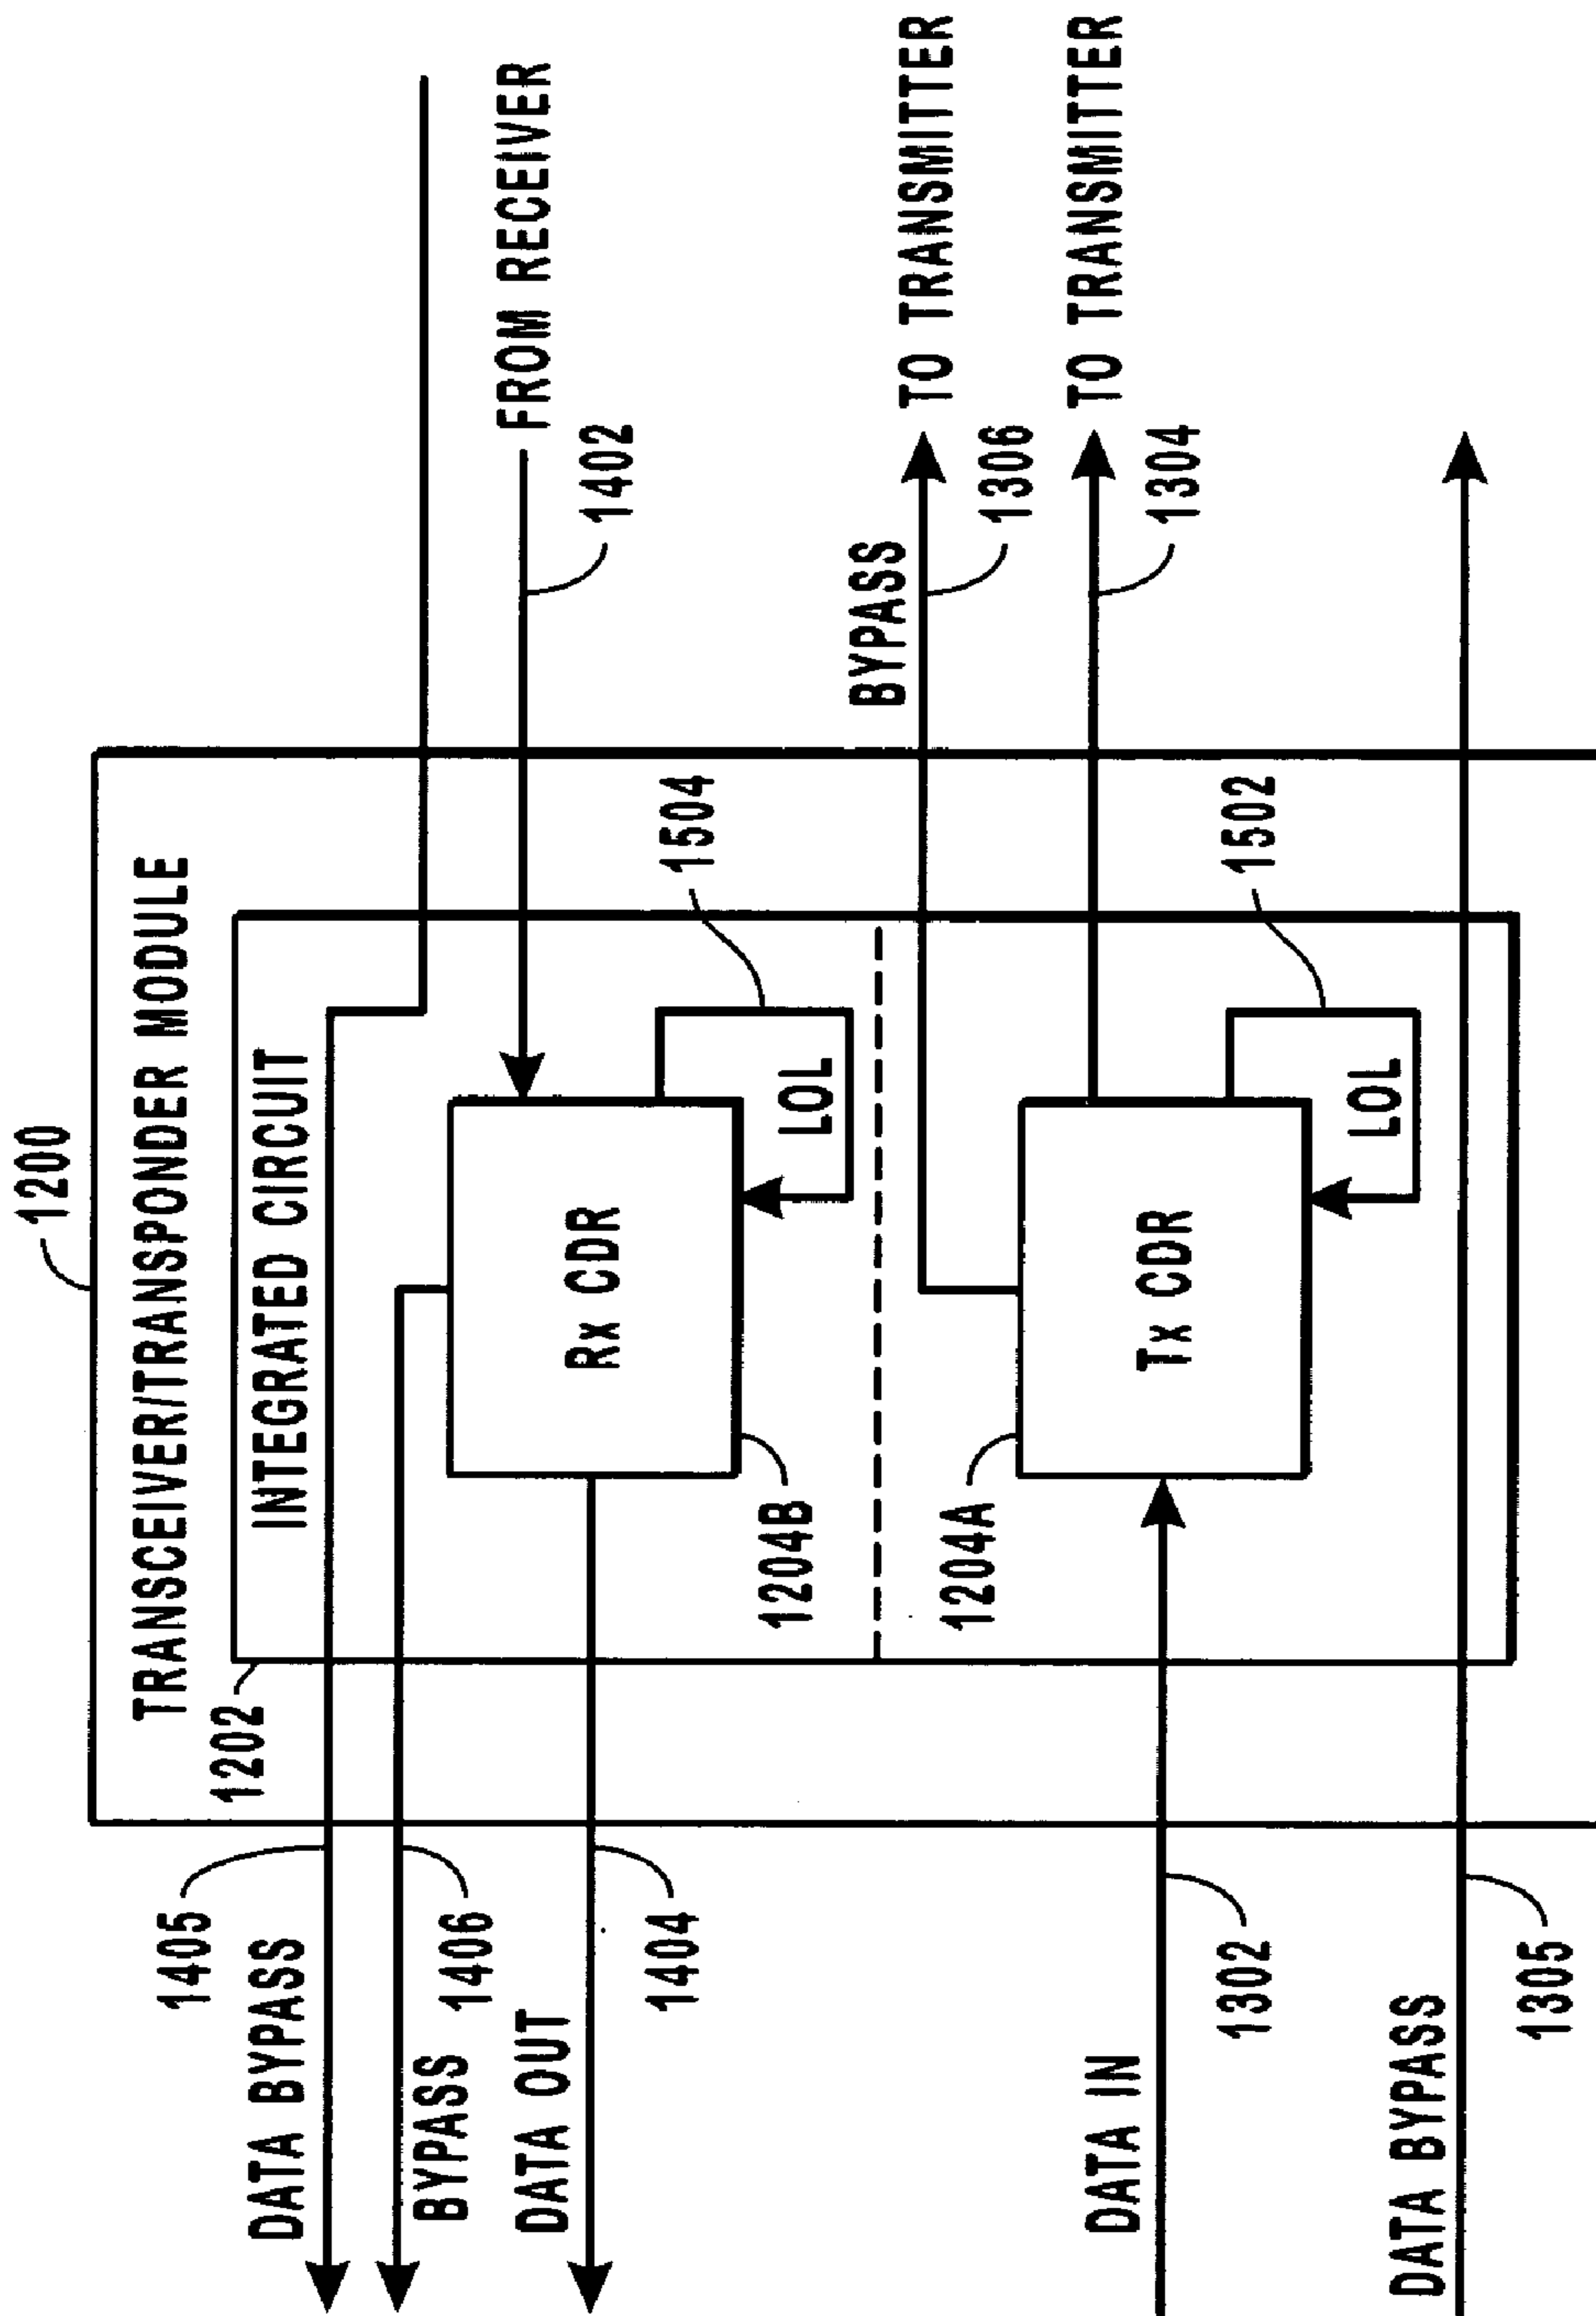 1200
TRANSCEIVER/TRANSPONDER MODULE
1202
INTEGRATED CIRCUIT
1405
DATA BYPASS
1406
BYPASS
DATA OUT
1404
FROM RECEIVER
1402
Rx CDR
LOL
1504
1204B
BYPASS
TO TRANSMITTER
1306
TO TRANSMITTER
1304
1204A
Tx CDR
LOL
1502
DATA IN
1302
DATA BYPASS
1305